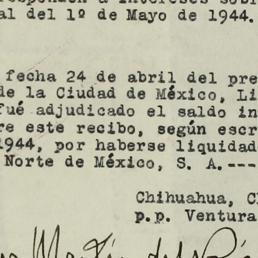 al del 1º de Mayo de 1944.
fecha 24 de abril del pre
de la Ciudad de México, Li
fué adjudicado el saldo in
re este recibo, según escr
1944, por haberse liquidad
Norte de México, S. A.---
Chihuahua, C
p.p. Ventura